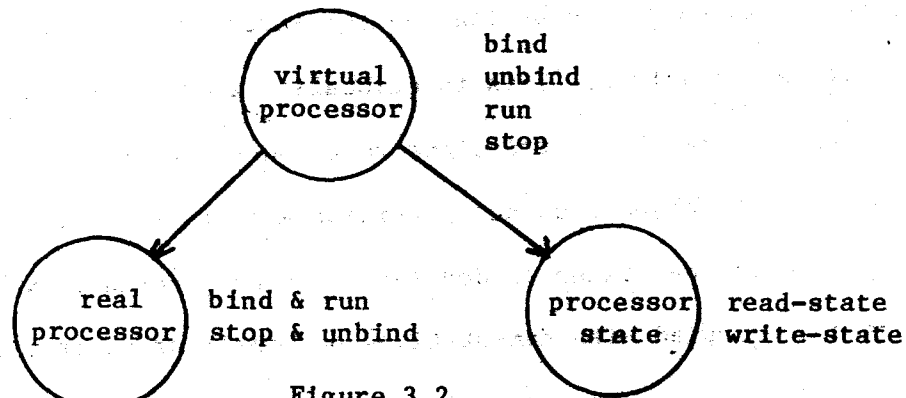 virtual
processor
bind
unbind
run
stop
real
processor
bind & run
stop & unbind
processor
state
read-state
write-state
Figure 3.2